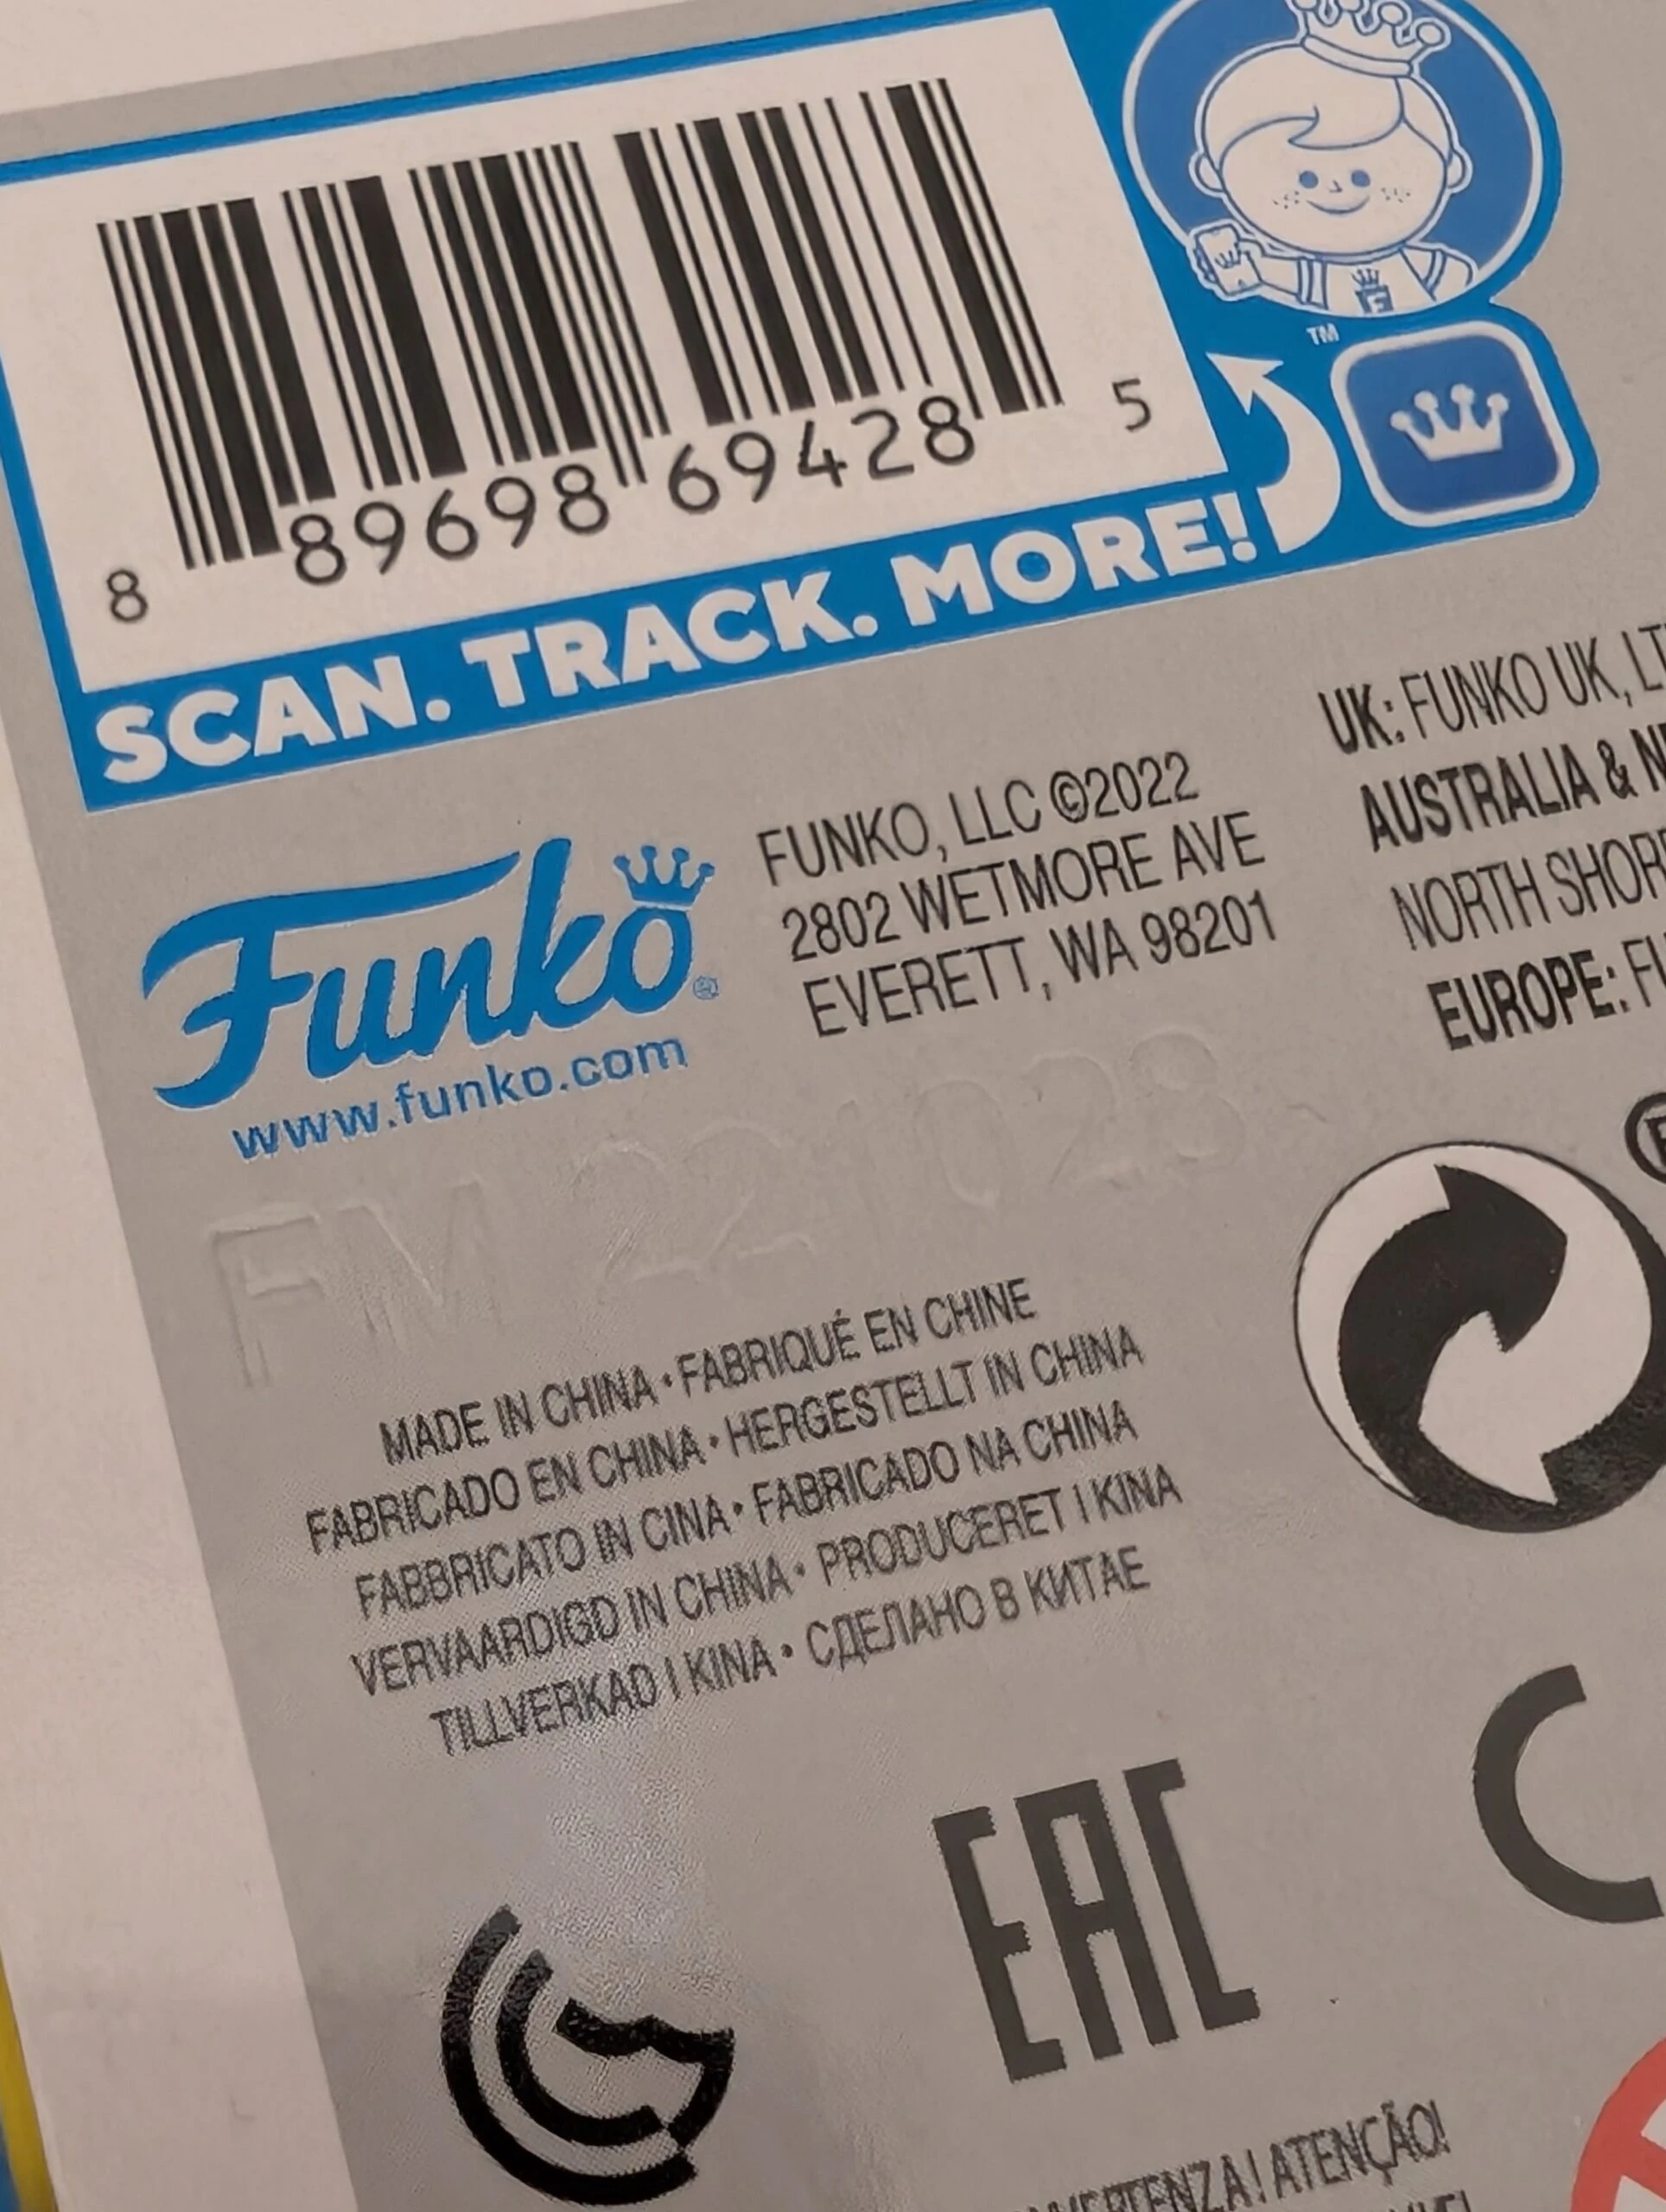 8 89698 69428 5
SCAN. TRACK. MORE!
TM
Funko®
www.funko.com
FUNKO, LLC ©2022
2802 WETMORE AVE
EVERETT, WA 98201
UK: FUNKO UK,
AUSTRALIA &
NORTH
EUROPE:
FM 221028
MADE IN CHINA • FABRIQUÉ EN CHINE
FABRICADO EN CHINA • HERGESTELLT IN CHINA
FABBRICATO IN CINA • FABRICADO NA CHINA
VERVAARDIGD IN CHINA • PRODUCERET I KINA
TILLVERKAD I KINA • СДЕЛАНО В КИТАЕ
EAC
ATENÇÃO!